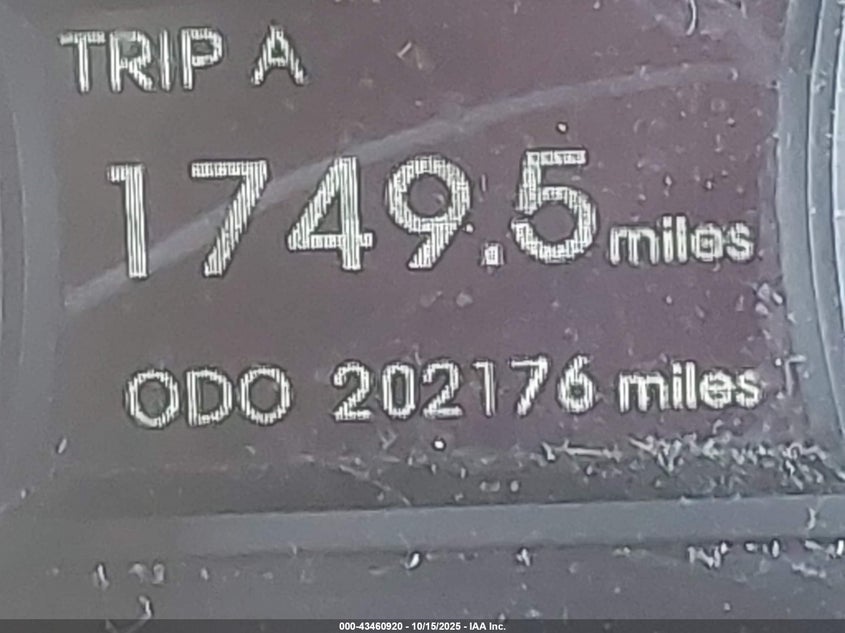 TRIP A
1749.5 miles
ODO 202176 miles
000-43460920 - 10/15/2025 - IAA Inc.